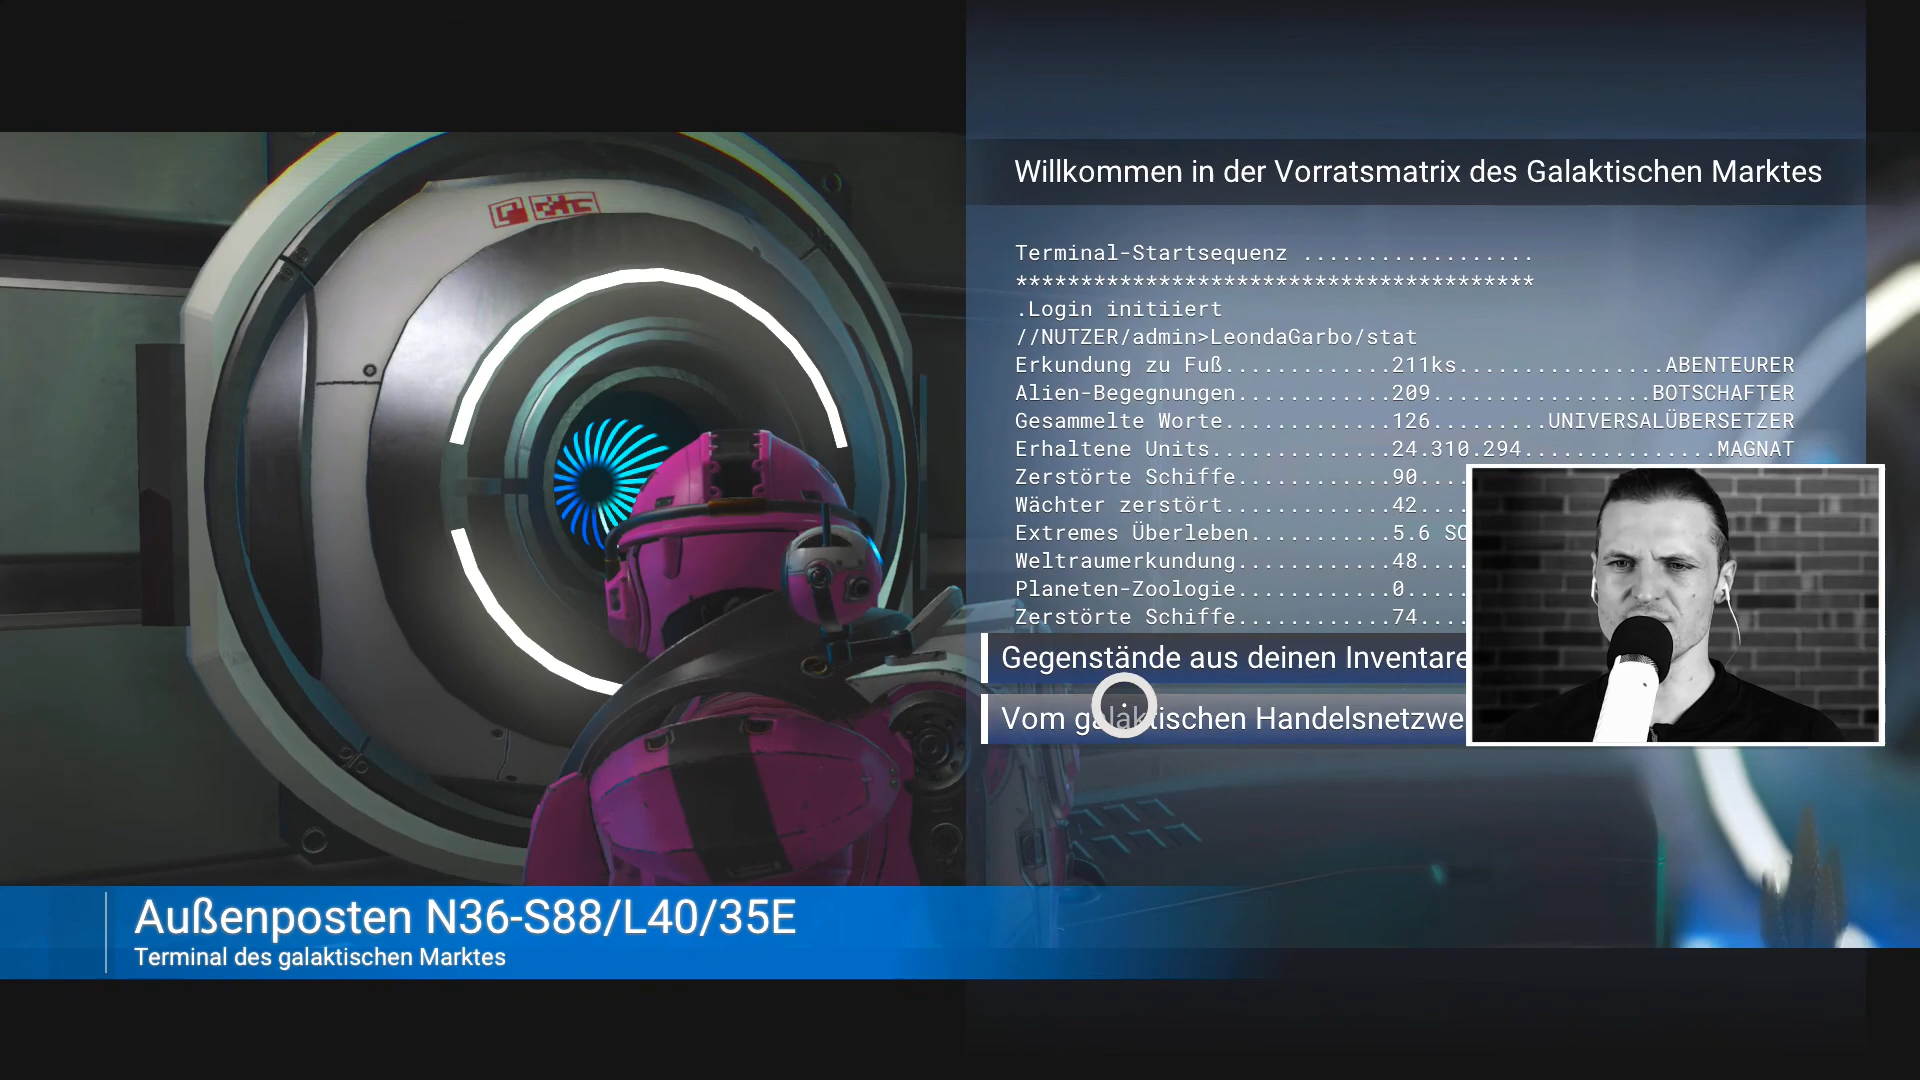 Willkommen in der Vorratsmatrix des Galaktischen Marktes
Terminal-Startsequenz ..................
****************************************
.Login initiiert
//NUTZER/admin>LeondaGarbo/stat
Erkundung zu Fuß.............211ks................ABENTEURER
Alien-Begegnungen............209.................BOTSCHAFTER
Gesammelte Worte.............126.........UNIVERSALÜBERSETZER
Erhaltene Units..............24.310.294...............MAGNAT
Zerstörte Schiffe............90....
Wächter zerstört.............42....
Extremes Überleben...........5.6
Weltraumerkundung............48....
Planeten-Zoologie............0.....
Zerstörte Schiffe............74....
Gegenstände aus deinen
Vom galaktischen
Außenposten N36-S88/L40/35E
Terminal des galaktischen Marktes